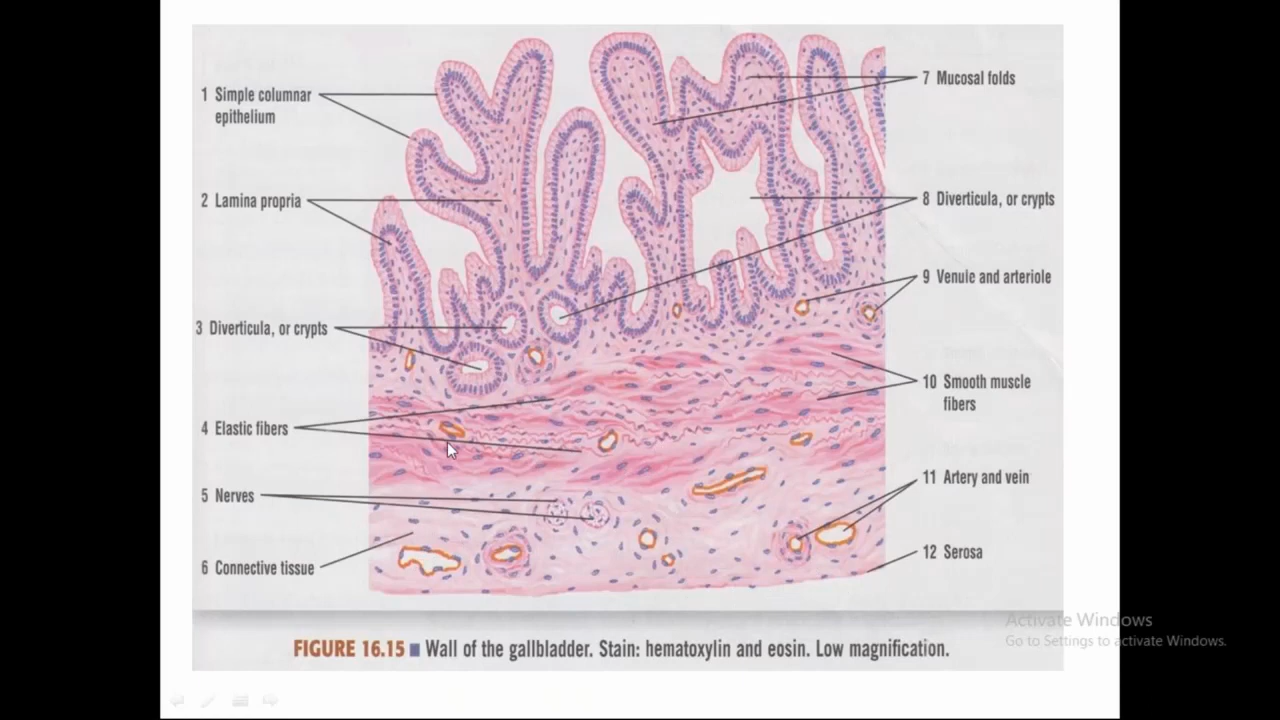 1 Simple columnar
epithelium
2 Lamina propria
3 Diverticula, or crypts
4 Elastic fibers
5 Nerves
6 Connective tissue
7 Mucosal folds
8 Diverticula, or crypts
9 Venule and arteriole
10 Smooth muscle
fibers
11 Artery and vein
12 Serosa
FIGURE 16.15 ■ Wall of the gallbladder. Stain: hematoxylin and eosin. Low magnification.
Activate Windows
Go to Settings to activate Windows.